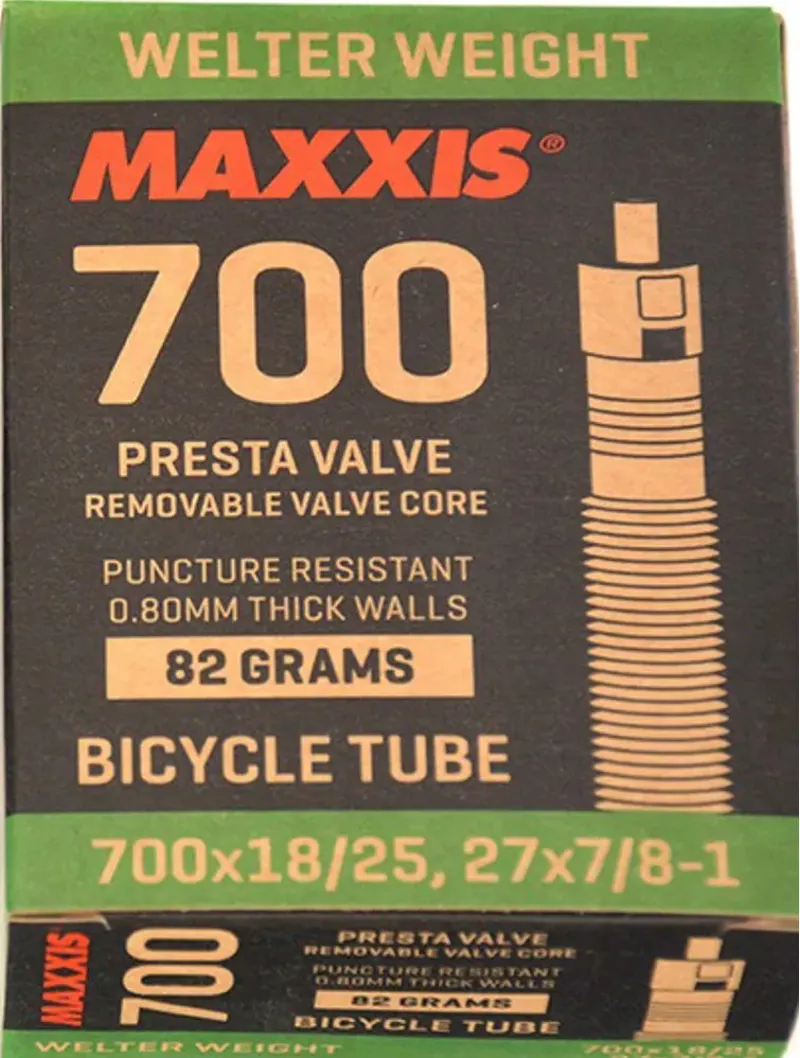 WELTER WEIGHT
MAXXIS®
700
PRESTA VALVE
REMOVABLE VALVE CORE
PUNCTURE RESISTANT
0.80MM THICK WALLS
82 GRAMS
BICYCLE TUBE
700x18/25, 27x7/8-1
MAXXIS
700
PRESTA VALVE
REMOVABLE VALVE CORE
PUNCTURE RESISTANT
0.80MM THICK WALLS
82 GRAMS
BICYCLE TUBE
WELTER WEIGHT
700x18/25